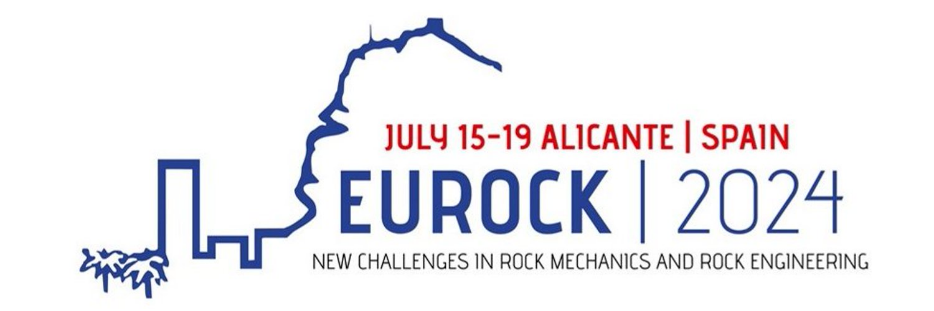 JULY 15-19 ALICANTE | SPAIN
EUROCK | 2024
NEW CHALLENGES IN ROCK MECHANICS AND ROCK ENGINEERING